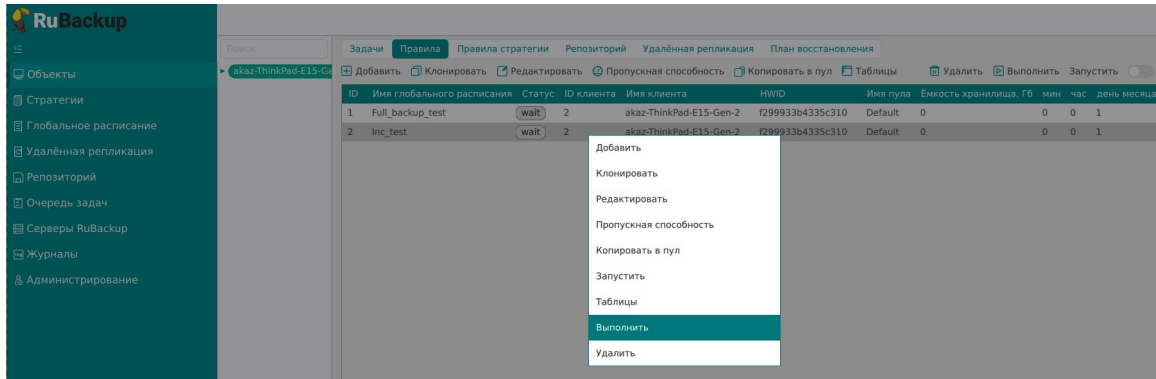 RuBackup
Поиск
Задачи Правила Правила стратегии Репозиторий Удалённая репликация План восстановления
Объекты
akaz-ThinkPad-E15-Ge
Добавить Клонировать Редактировать Пропускная способность Копировать в пул Таблицы Удалить Выполнить Запустить
Стратегии
ID Имя глобального расписания Статус ID клиента Имя клиента HWID Имя пула Ёмкость хранилища, Гб мин час день месяца
1 Full_backup_test wait 2 akaz-ThinkPad-E15-Gen-2 f299933b4335c310 Default 0 0 0 1
Глобальное расписание
2 Inc_test wait 2 akaz-ThinkPad-E15-Gen-2 f299933b4335c310 Default 0 0 0 1
Удалённая репликация
Репозиторий
Очередь задач
Серверы RuBackup
Журналы
Администрирование
Добавить
Клонировать
Редактировать
Пропускная способность
Копировать в пул
Запустить
Таблицы
Выполнить
Удалить